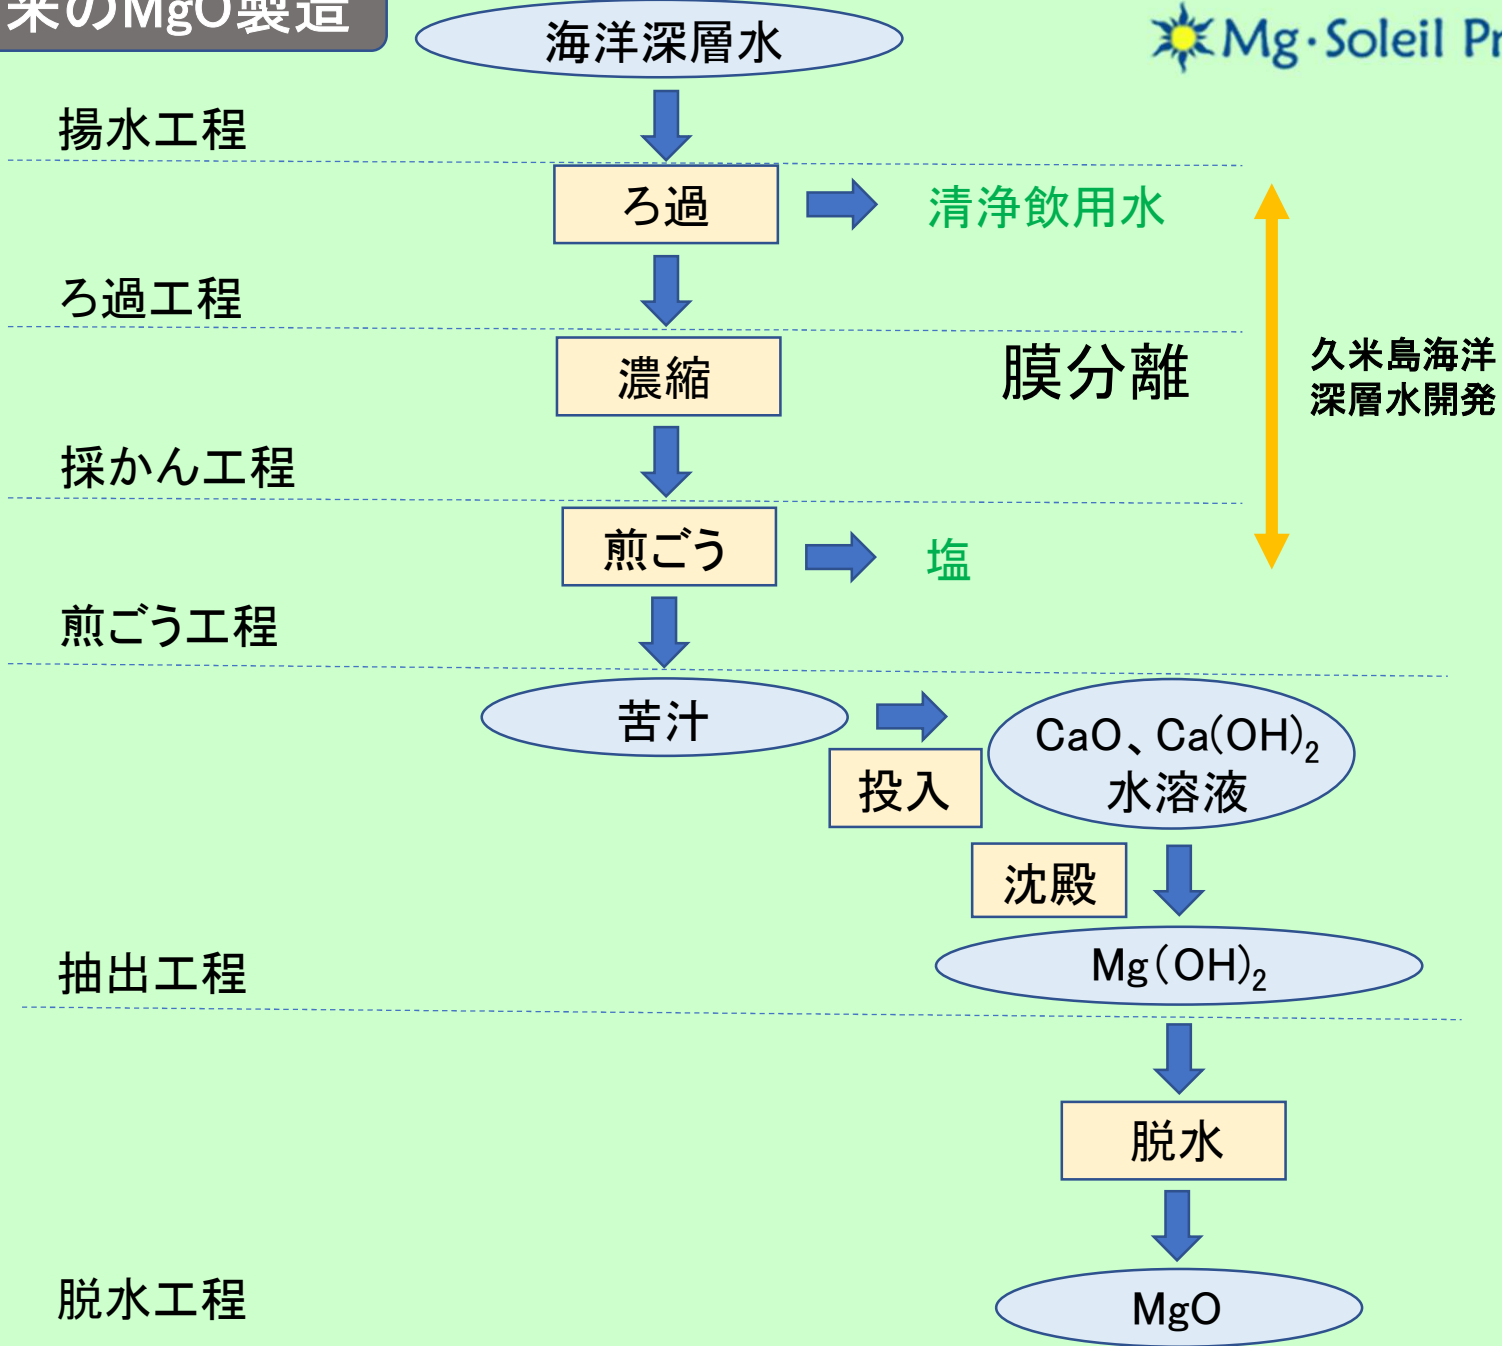 来のMgO製造
海洋深層水
Mg・Soleil Pr
揚水工程
ろ過
清浄飲用水
ろ過工程
濃縮
膜分離
久米島海洋
深層水開発
採かん工程
煎ごう
塩
煎ごう工程
苦汁
CaO、Ca(OH)₂
水溶液
投入
沈殿
抽出工程
Mg(OH)₂
脱水
脱水工程
MgO